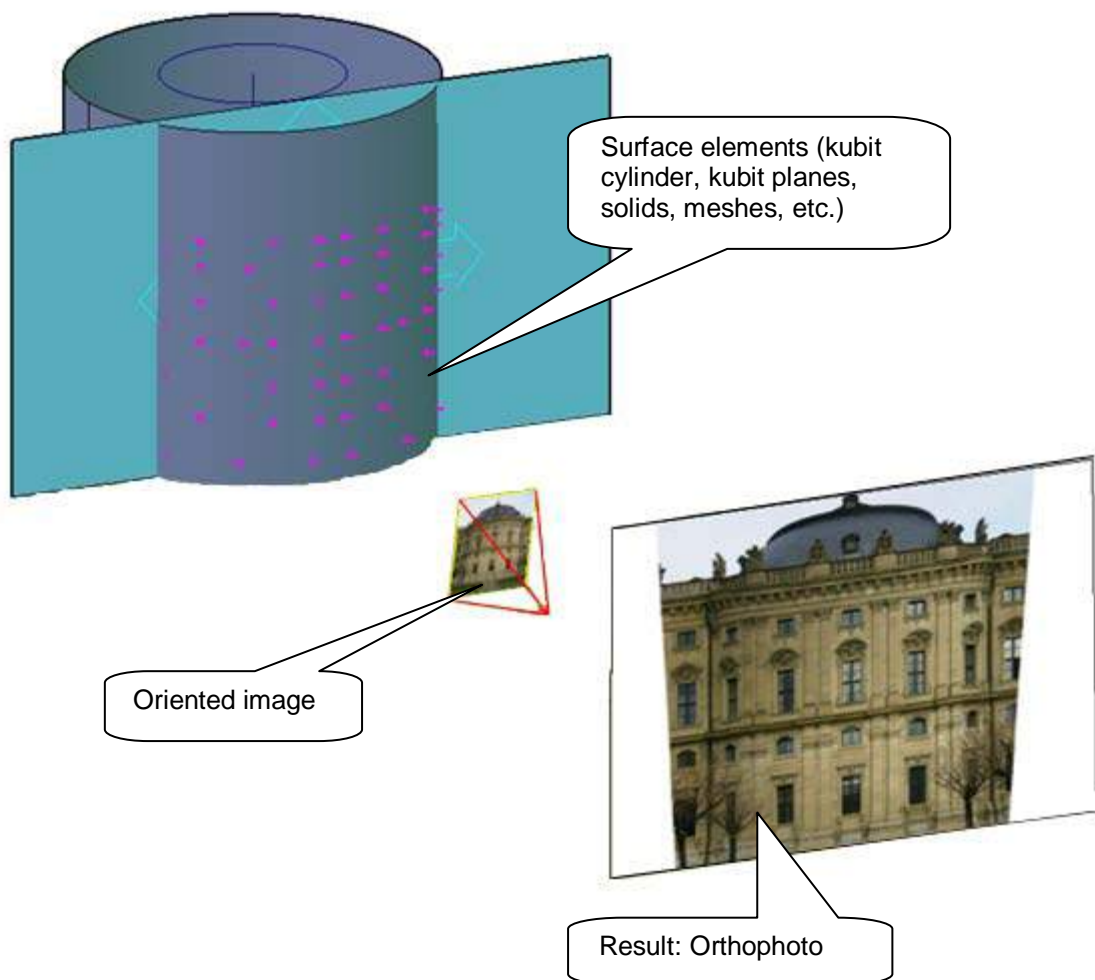 Surface elements (kubit
cylinder, kubit planes,
solids, meshes, etc.)
Oriented image
Result: Orthophoto